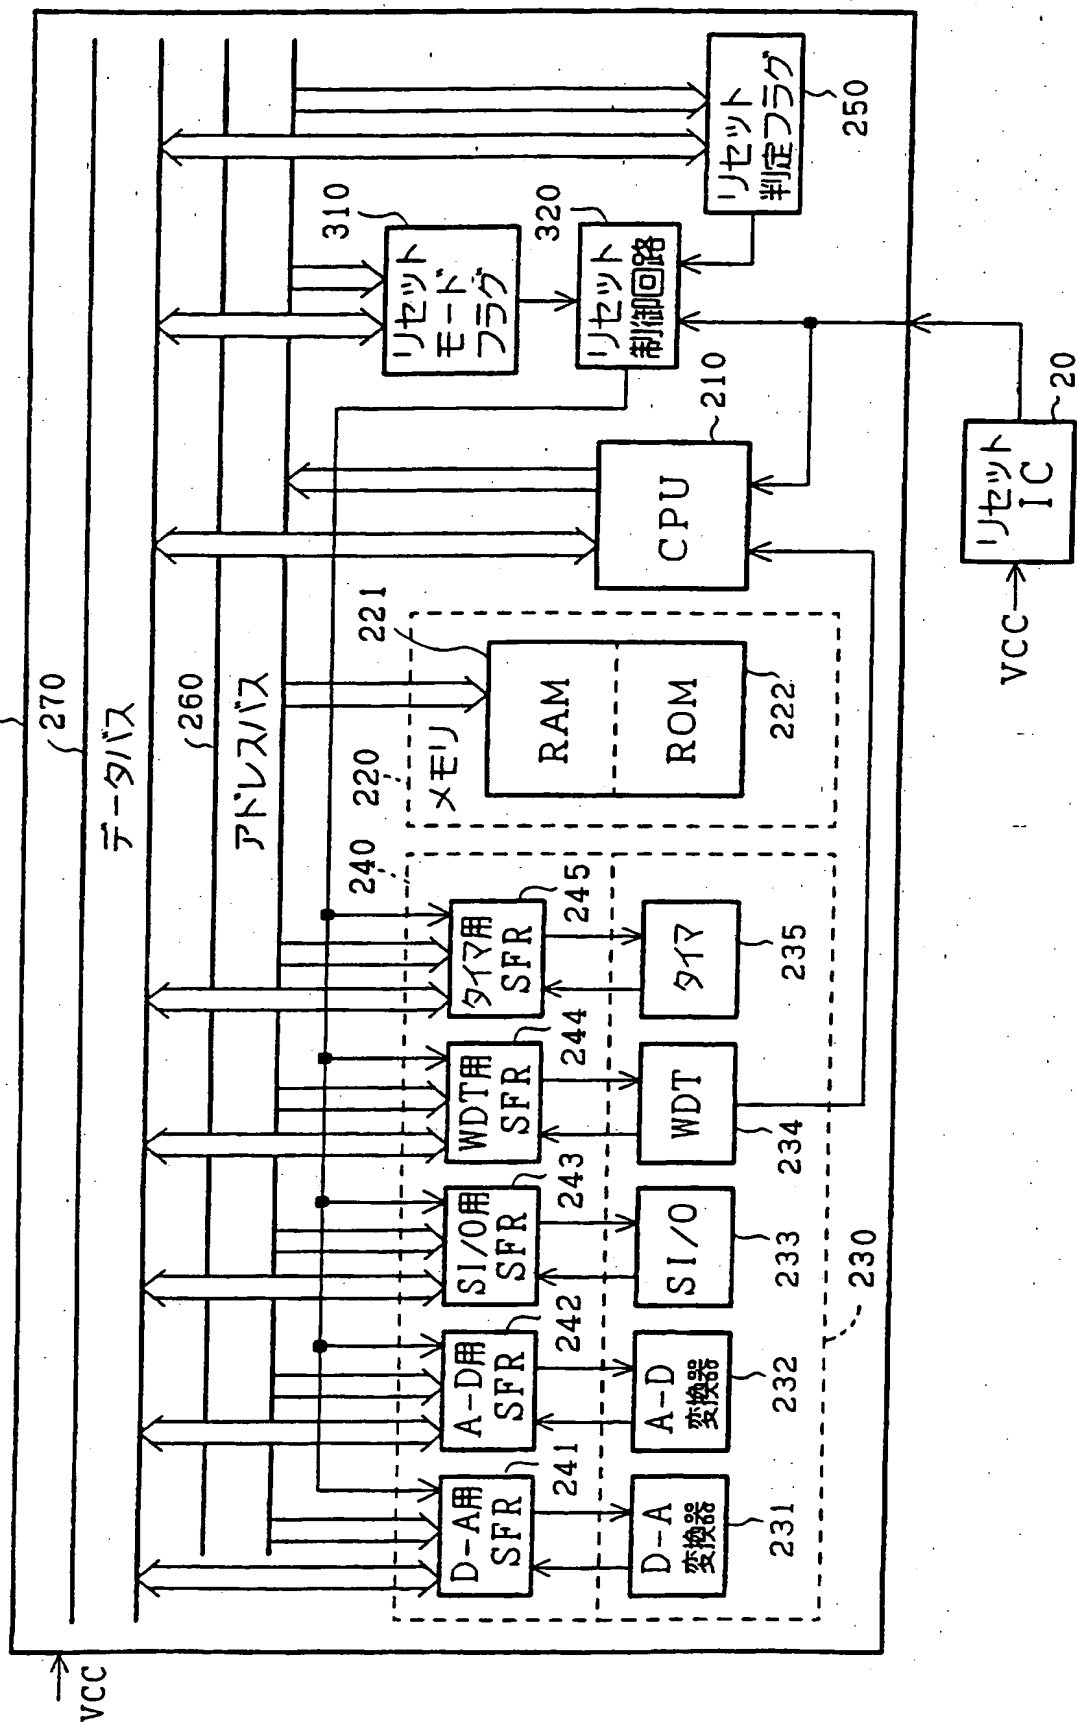 VCC
270
データバス
260
アドレスバス
240
220
メモリ
221
RAM
ROM
222
310
リセット
モード
フラグ
320
リセット
制御回路
リセット
判定フラグ
250
CPU
210
D-A用
SFR
241
A-D用
SFR
242
SI/O用
SFR
243
WDT用
SFR
244
タイマ用
SFR
245
D-A
変換器
231
A-D
変換器
232
SI/O
233
WDT
234
タイマ
235
230
VCC
リセット
IC
20